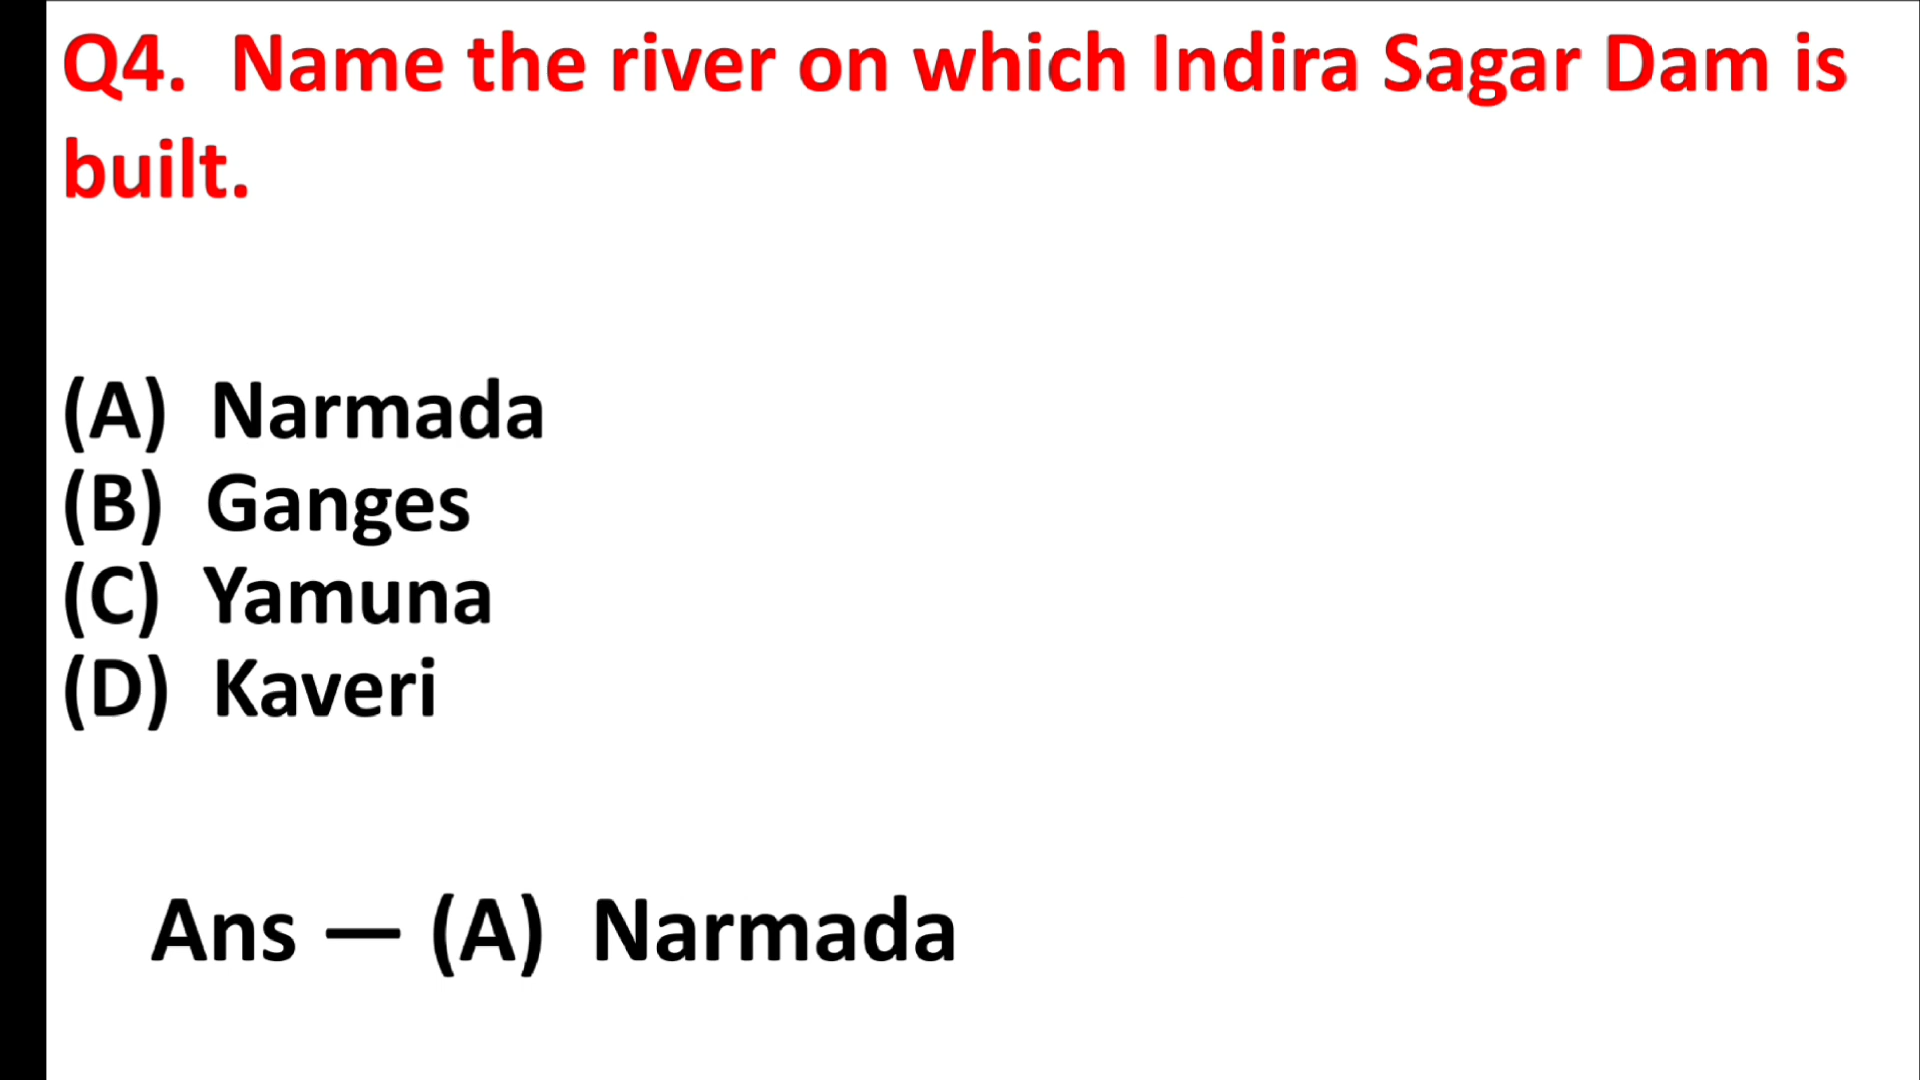 Q4. Name the river on which Indira Sagar Dam is
built.
(A) Narmada
(B) Ganges
(C) Yamuna
(D) Kaveri
Ans — (A) Narmada